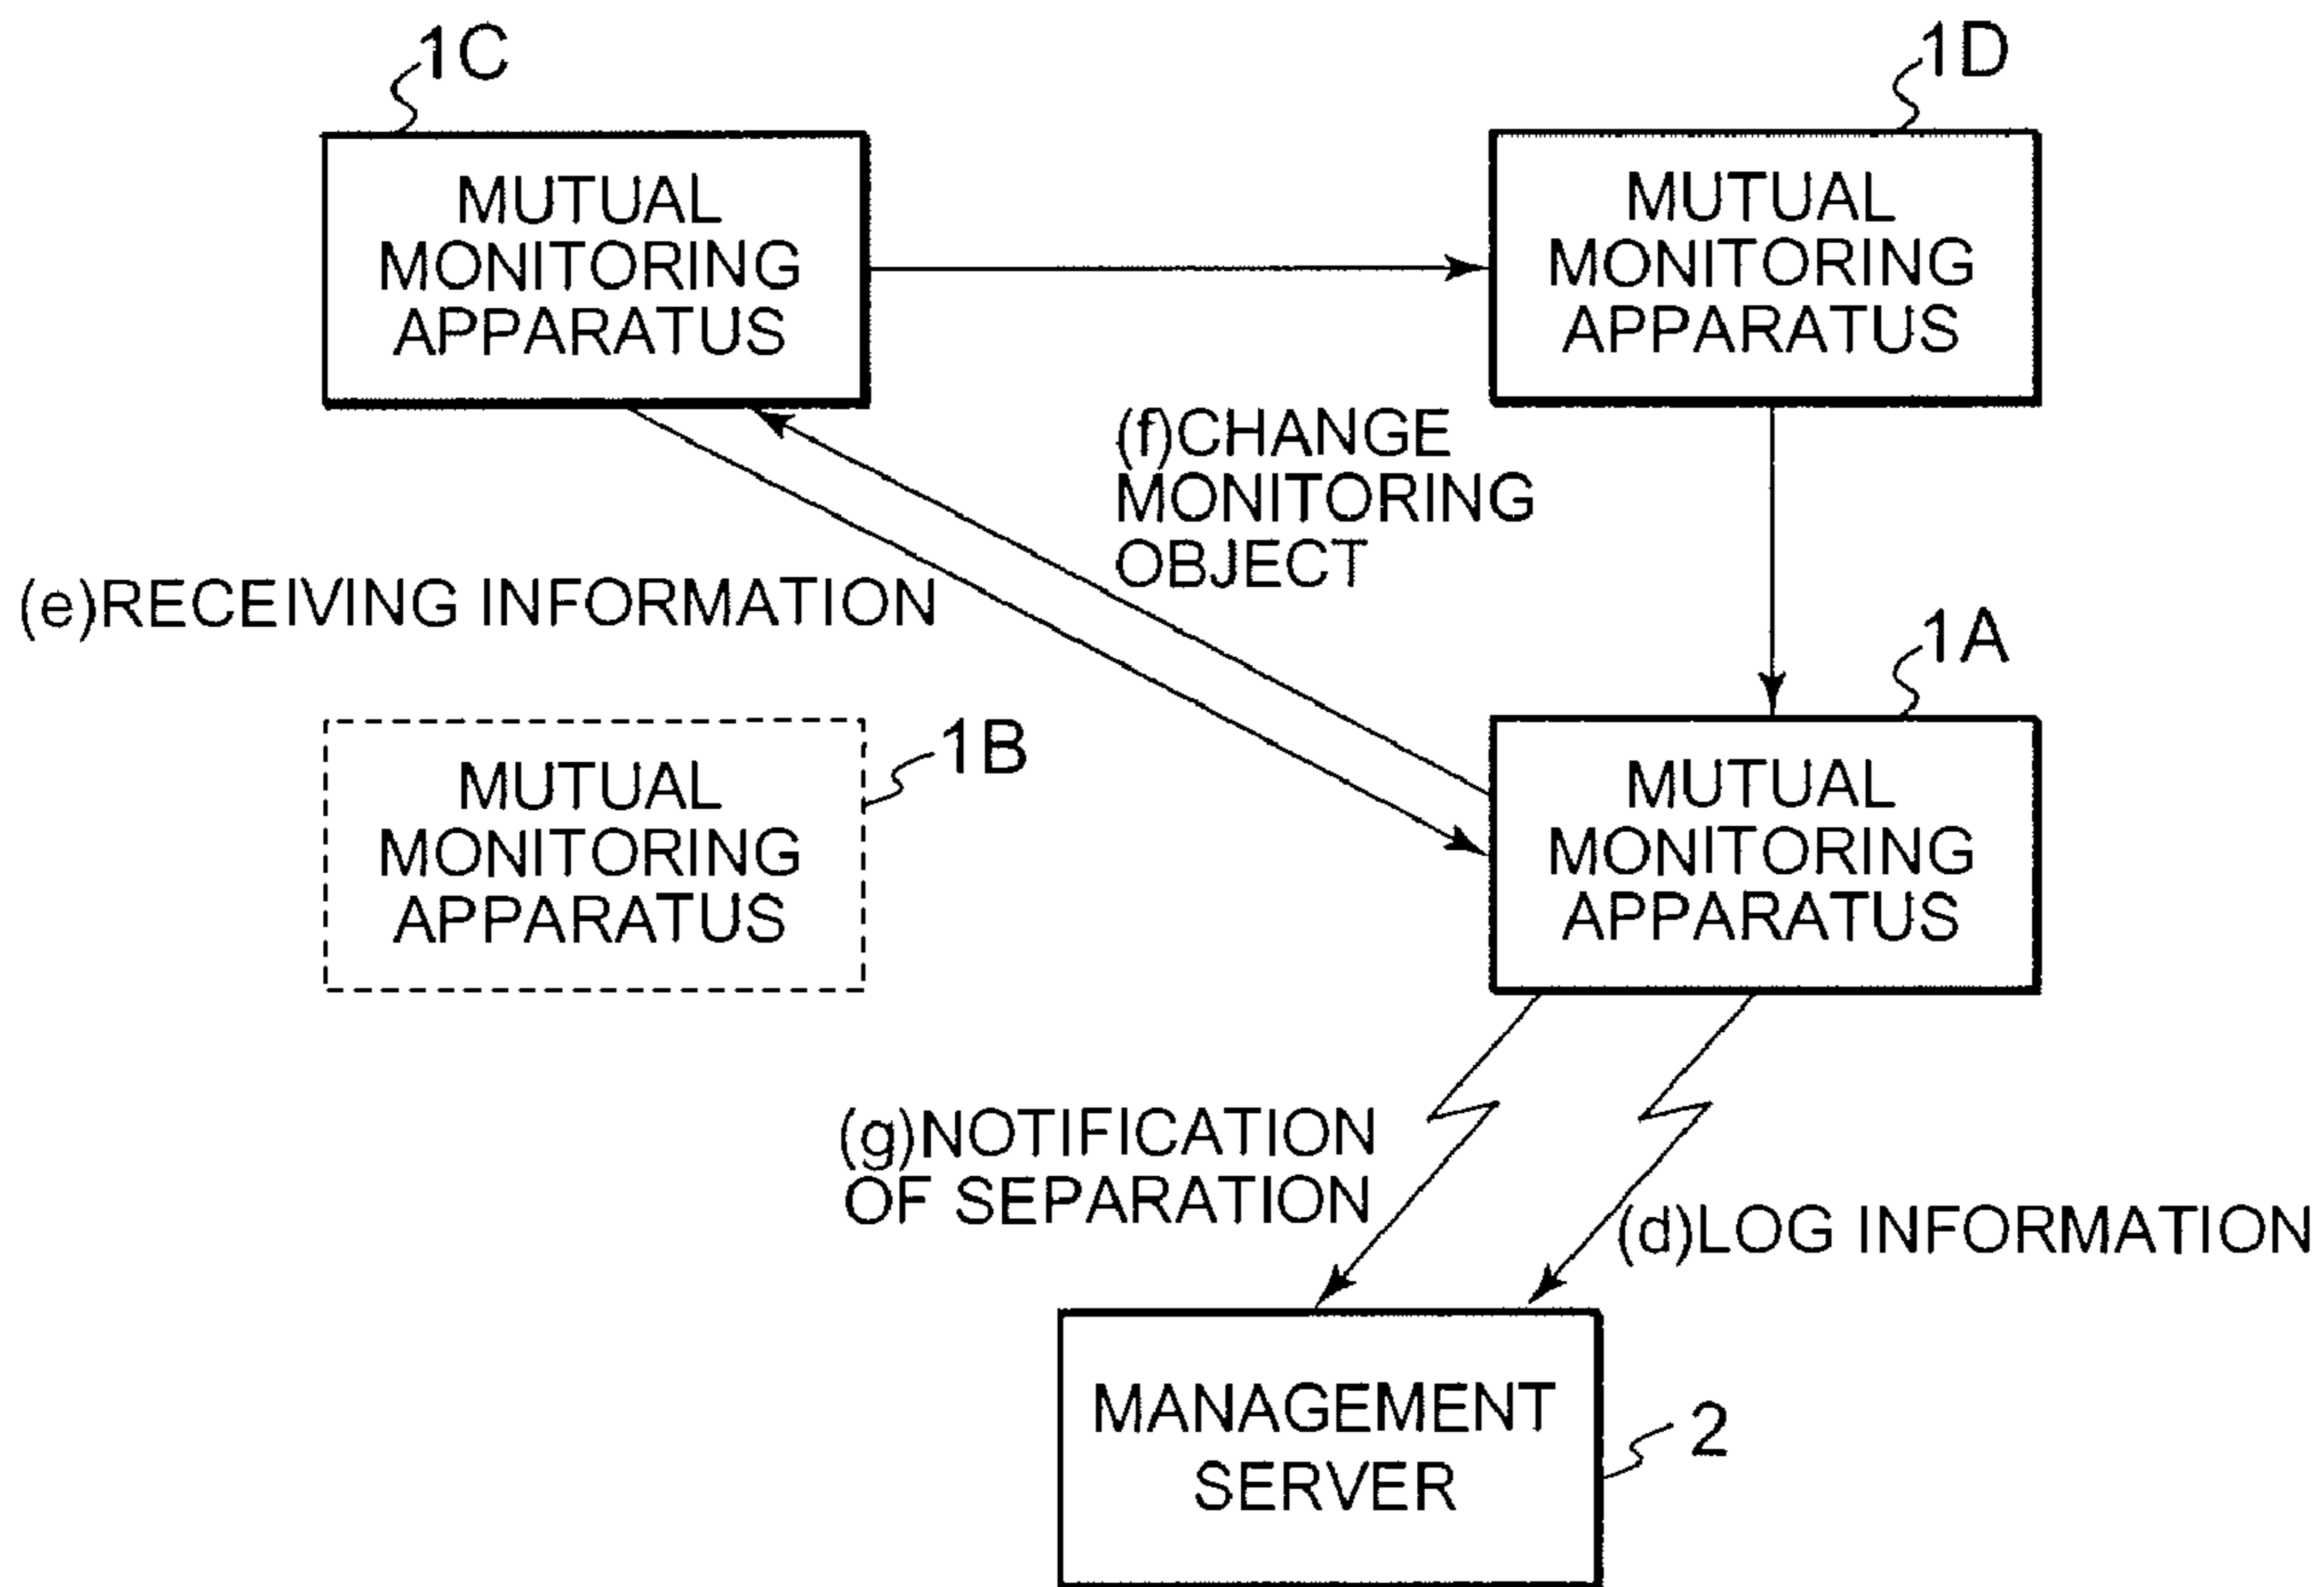 1C
1D
MUTUAL
MONITORING
APPARATUS
MUTUAL
MONITORING
APPARATUS
(f)CHANGE
MONITORING
OBJECT
(e)RECEIVING INFORMATION
1A
1B
MUTUAL
MONITORING
APPARATUS
MUTUAL
MONITORING
APPARATUS
(g)NOTIFICATION
OF SEPARATION
(d)LOG INFORMATION
MANAGEMENT
SERVER
2